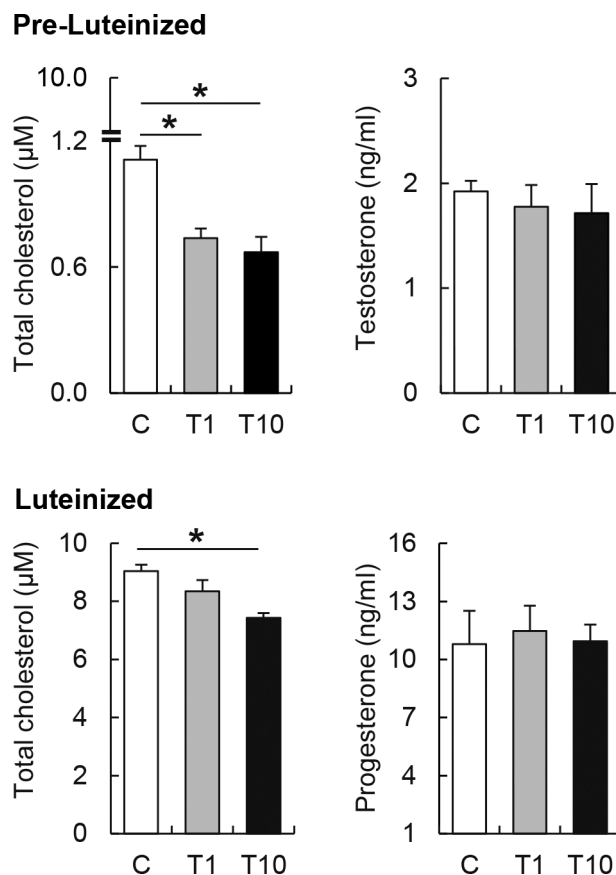 Pre-Luteinized
Total cholesterol (µM)
10.0
1.2
0.6
0.0
*
*
C T1 T10
Testosterone (ng/ml)
3
2
1
0
C T1 T10
Luteinized
Total cholesterol (µM)
10
8
6
4
2
0
*
C T1 T10
Progesterone (ng/ml)
16
13
10
7
4
1
C T1 T10